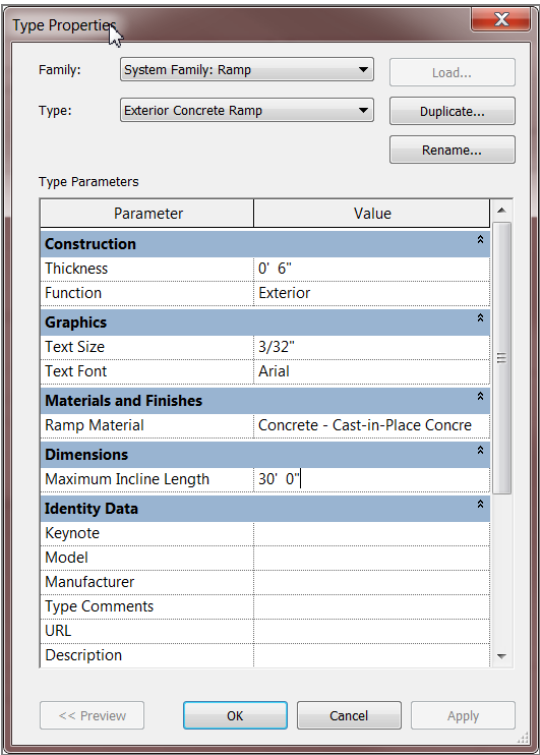 Type Properties
Family: System Family: Ramp Load...
Type: Exterior Concrete Ramp Duplicate...
Rename...
Type Parameters
Parameter Value
Construction
Thickness 0' 6"
Function Exterior
Graphics
Text Size 3/32"
Text Font Arial
Materials and Finishes
Ramp Material Concrete - Cast-in-Place Concre
Dimensions
Maximum Incline Length 30' 0"
Identity Data
Keynote
Model
Manufacturer
Type Comments
URL
Description
<< Preview OK Cancel Apply